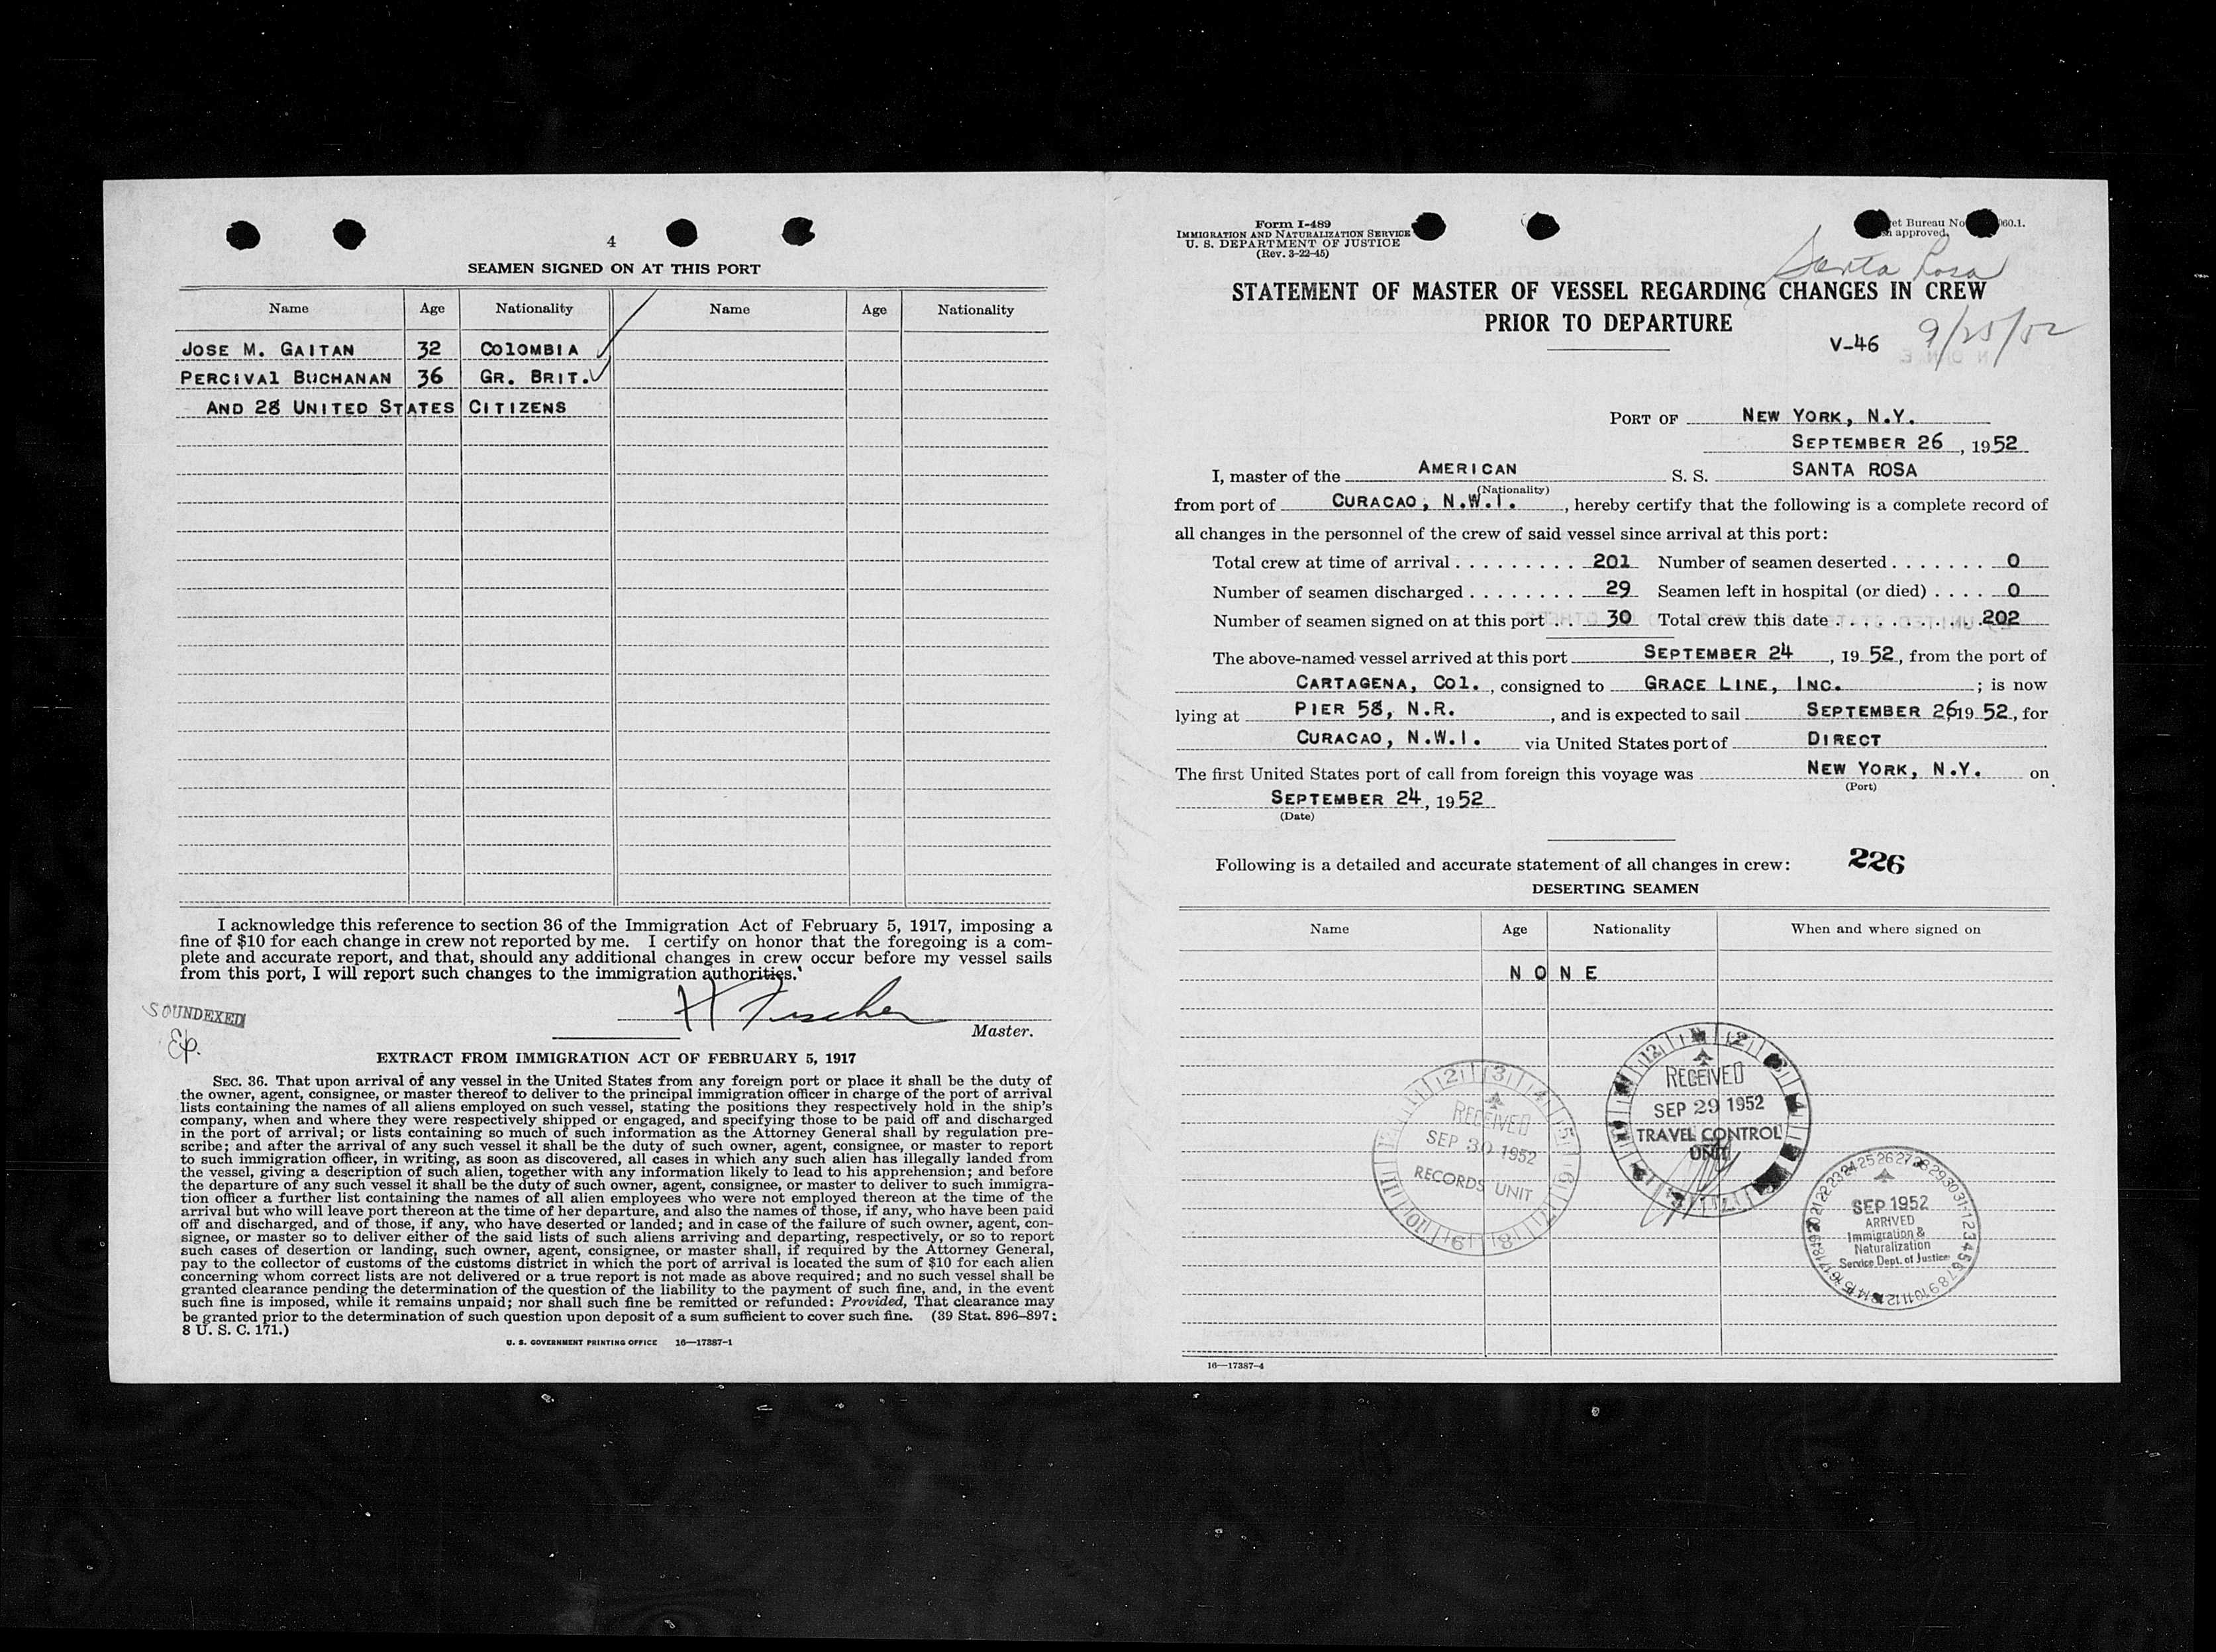 4
SEAMEN SIGNED ON AT THIS PORT
Name Age Nationality Name Age Nationality
JOSE M. GAITAN 32 COLOMBIA
PERCIVAL BUCHANAN 36 GR. BRIT.
AND 28 UNITED STATES CITIZENS
I acknowledge this reference to section 36 of the Immigration Act of February 5, 1917, imposing a
fine of $10 for each change in crew not reported by me. I certify on honor that the foregoing is a com-
plete and accurate report, and that, should any additional changes in crew occur before my vessel sails
from this port, I will report such changes to the immigration authorities.
H Fischer
Master.
SOUNDEXED
EXTRACT FROM IMMIGRATION ACT OF FEBRUARY 5, 1917
SEC. 36. That upon arrival of any vessel in the United States from any foreign port or place it shall be the duty of
the owner, agent, consignee, or master thereof to deliver to the principal immigration officer in charge of the port of arrival
lists containing the names of all aliens employed on such vessel, stating the positions they respectively hold in the ship's
company, when and where they were respectively shipped or engaged, and specifying those to be paid off and discharged
in the port of arrival; or lists containing so much of such information as the Attorney General shall by regulation pre-
scribe; and after the arrival of any such vessel it shall be the duty of such owner, agent, consignee, or master to report
to such immigration officer, in writing, as soon as discovered, all cases in which any such alien has illegally landed from
the vessel, giving a description of such alien, together with any information likely to lead to his apprehension; and before
the departure of any such vessel it shall be the duty of such owner, agent, consignee, or master to deliver to such immigra-
tion officer a further list containing the names of all alien employees who were not employed thereon at the time of the
arrival but who will leave port thereon at the time of her departure, and also the names of those, if any, who have been paid
off and discharged, and of those, if any, who have deserted or landed; and in case of the failure of such owner, agent, con-
signee, or master so to deliver either of the said lists of such aliens arriving and departing, respectively, or so to report
such cases of desertion or landing, such owner, agent, consignee, or master shall, if required by the Attorney General,
pay to the collector of customs of the customs district in which the port of arrival is located the sum of $10 for each alien
concerning whom correct lists are not delivered or a true report is not made as above required; and no such vessel shall be
granted clearance pending the determination of the question of the liability to the payment of such fine, and, in the event
such fine is imposed, while it remains unpaid; nor shall such fine be remitted or refunded: Provided, That clearance may
be granted prior to the determination of such question upon deposit of a sum sufficient to cover such fine. (39 Stat. 896–897;
8 U. S. C. 171.)
U. S. GOVERNMENT PRINTING OFFICE 16—17387-1
Form I-489
IMMIGRATION AND NATURALIZATION SERVICE
U. S. DEPARTMENT OF JUSTICE
(Rev. 3-22-45)
et Bureau No. 060.1.
approved.
Santa Rosa
STATEMENT OF MASTER OF VESSEL REGARDING CHANGES IN CREW
PRIOR TO DEPARTURE
V-46 9/25/52
PORT OF NEW YORK, N.Y.
SEPTEMBER 26, 1952
I, master of the AMERICAN S. S. SANTA ROSA
(Nationality)
from port of CURACAO, N.W.I., hereby certify that the following is a complete record of
all changes in the personnel of the crew of said vessel since arrival at this port:
Total crew at time of arrival . . . . . . . . . . 201 Number of seamen deserted . . . . . . . 0
Number of seamen discharged . . . . . . . . 29 Seamen left in hospital (or died) . . . . 0
Number of seamen signed on at this port . . 30 Total crew this date . . . . . . . . . . . . 202
The above-named vessel arrived at this port SEPTEMBER 24, 1952, from the port of
CARTAGENA, COL., consigned to GRACE LINE, INC. ; is now
lying at PIER 58, N.R., and is expected to sail SEPTEMBER 26 1952, for
CURACAO, N.W.I. via United States port of DIRECT
The first United States port of call from foreign this voyage was NEW YORK, N.Y. on
(Port)
SEPTEMBER 24, 1952
(Date)
Following is a detailed and accurate statement of all changes in crew: 226
DESERTING SEAMEN
Name Age Nationality When and where signed on
NONE
RECEIVED
SEP 29 1952
TRAVEL CONTROL
UNIT
RECEIVED
SEP 30 1952
RECORDS UNIT
SEP 1952
ARRIVED
Immigration &
Naturalization
Service Dept. of Justice
16—17387-4